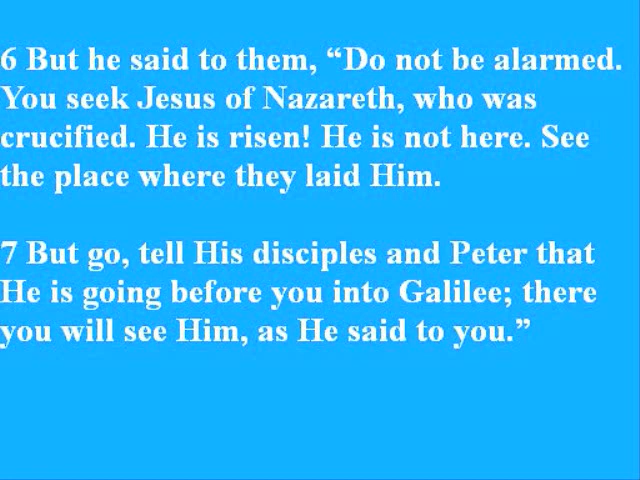 6 But he said to them, “Do not be alarmed.
You seek Jesus of Nazareth, who was
crucified. He is risen! He is not here. See
the place where they laid Him.
7 But go, tell His disciples and Peter that
He is going before you into Galilee; there
you will see Him, as He said to you.”